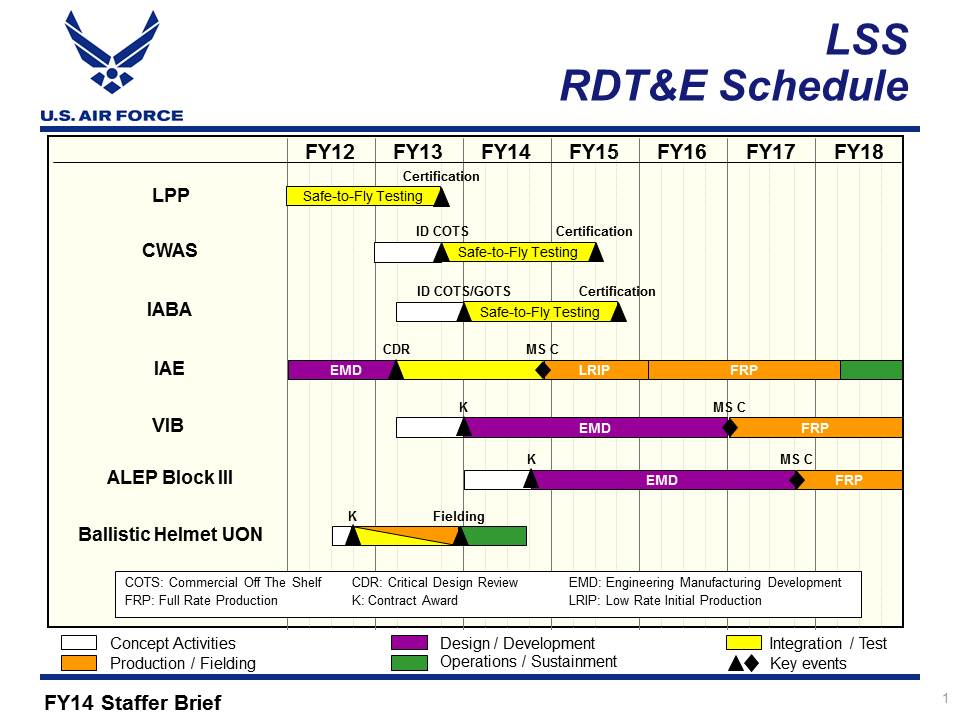 LSS
RDT&E Schedule
U.S. AIR FORCE
FY12 FY13 FY14 FY15 FY16 FY17 FY18
Certification
LPP Safe-to-Fly Testing
ID COTS Certification
CWAS Safe-to-Fly Testing
ID COTS/GOTS Certification
IABA Safe-to-Fly Testing
CDR MS C
IAE EMD LRIP FRP
K MS C
VIB EMD FRP
K MS C
ALEP Block III EMD FRP
K Fielding
Ballistic Helmet UON
COTS: Commercial Off The Shelf CDR: Critical Design Review EMD: Engineering Manufacturing Development
FRP: Full Rate Production K: Contract Award LRIP: Low Rate Initial Production
Concept Activities Design / Development Integration / Test
Production / Fielding Operations / Sustainment Key events
FY14 Staffer Brief
1